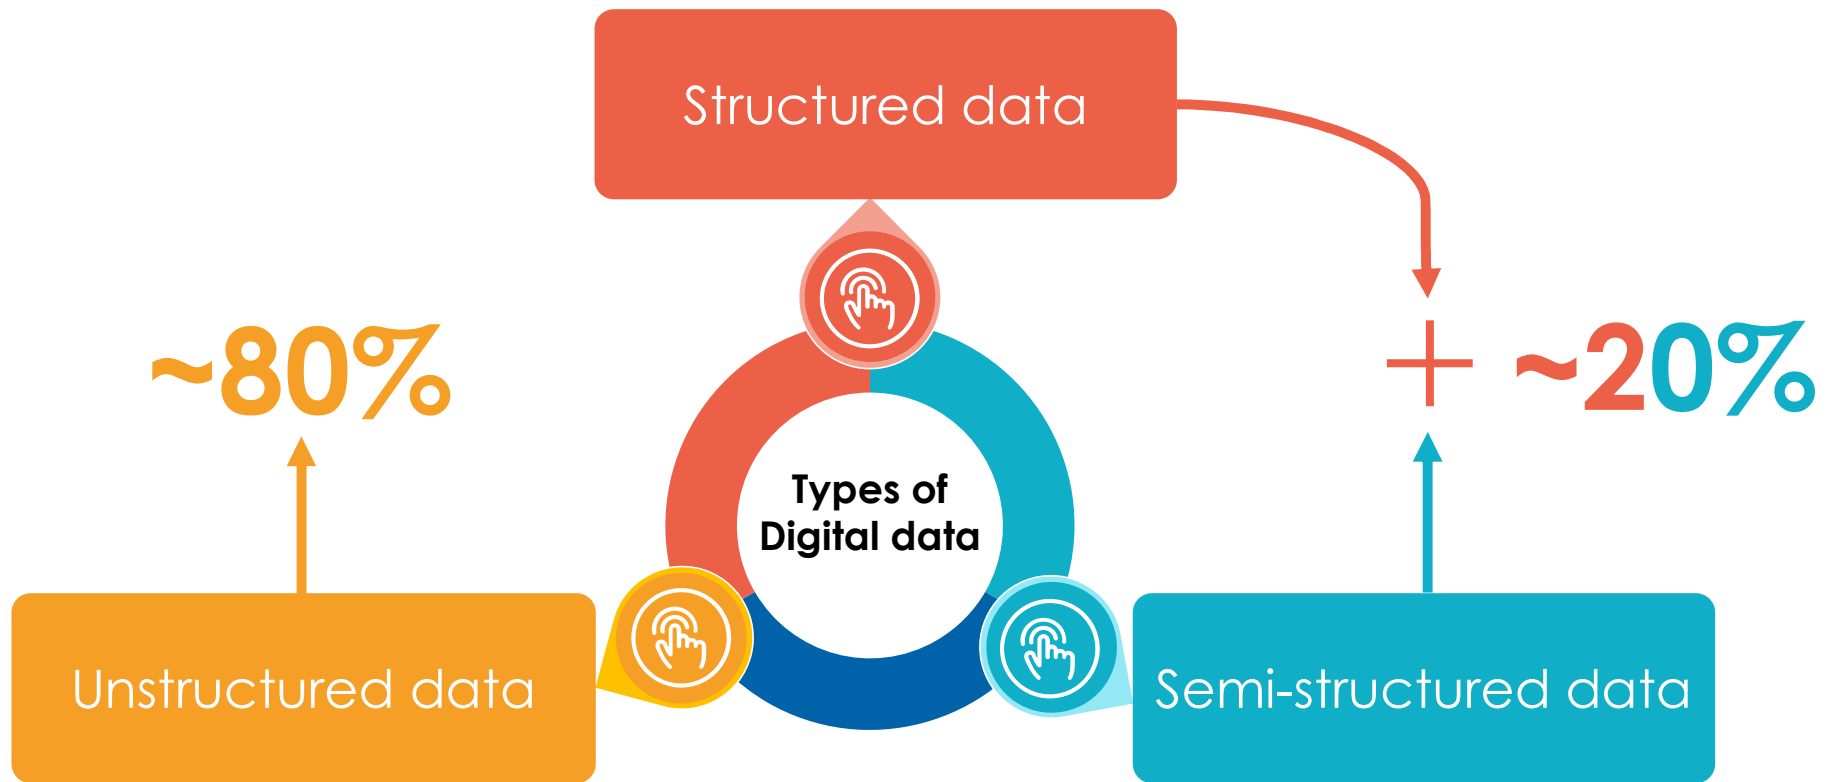 Structured data
~80%
+ ~20%
Types of
Digital data
Unstructured data
Semi-structured data